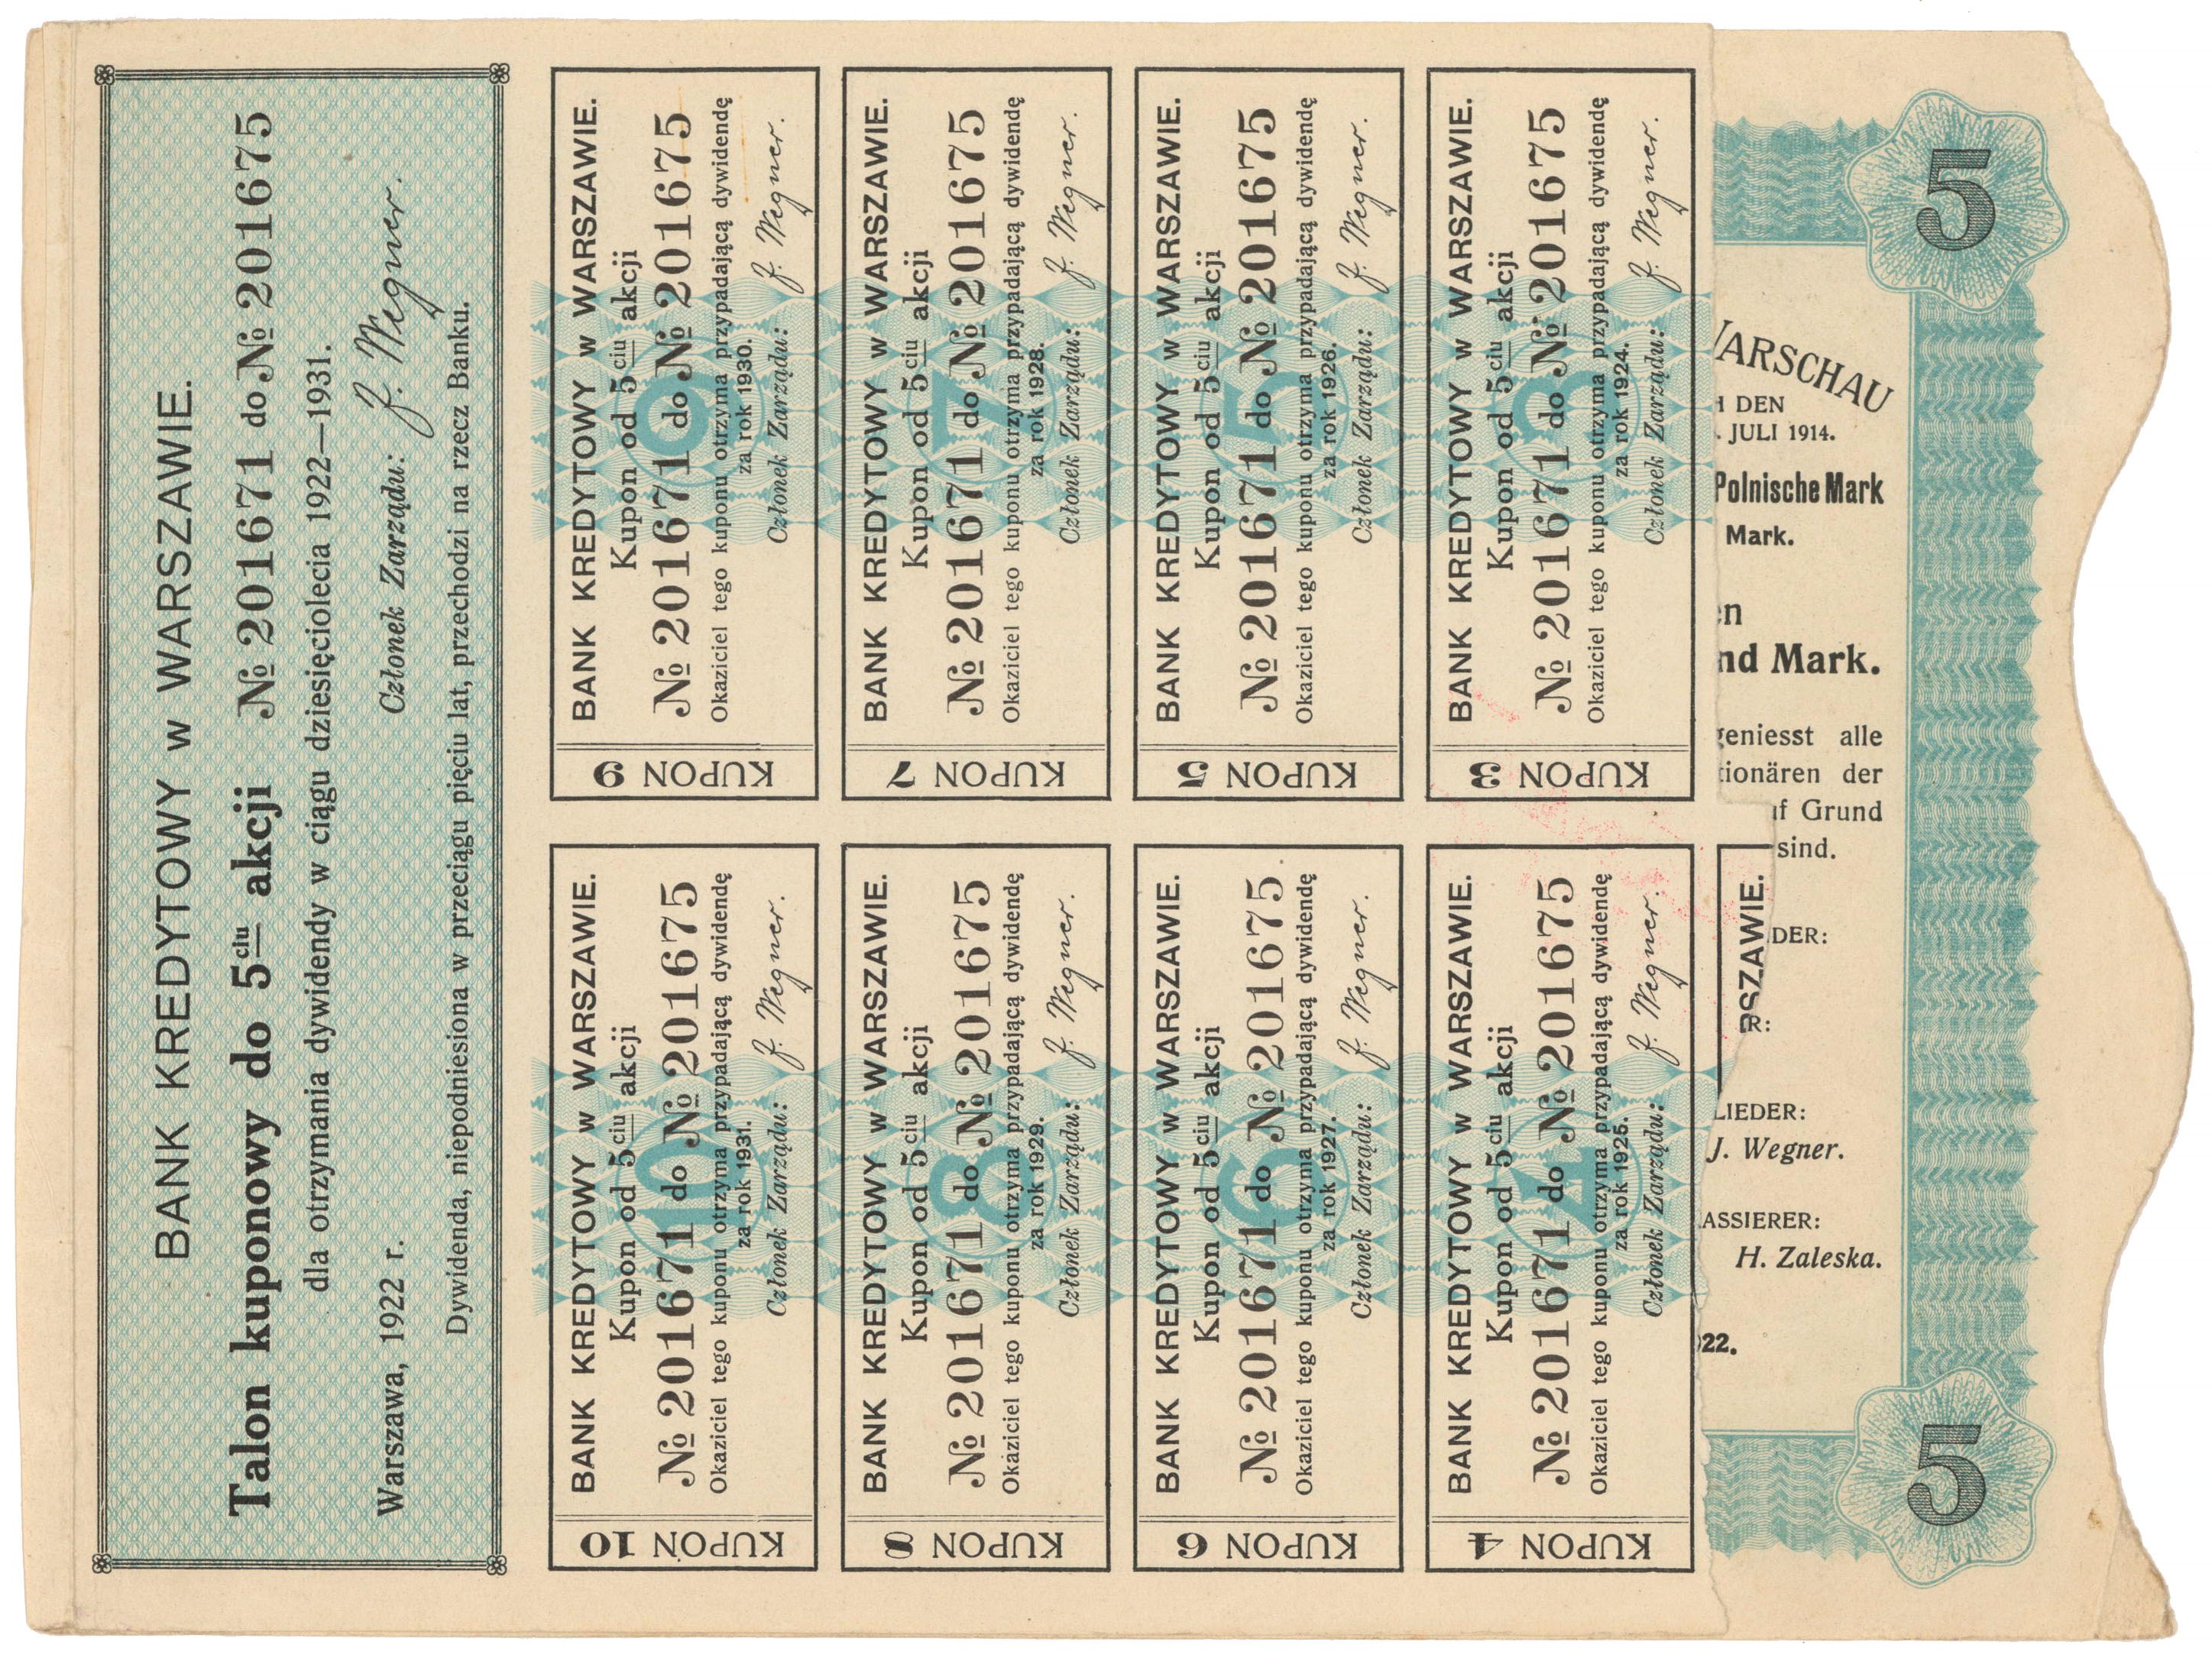 BANK KREDYTOWY w WARSZAWIE.
Talon kuponowy do 5ciu akcji № 201671 do № 201675
dla otrzymania dywidendy w ciągu dziesięciolecia 1922—1931.
Warszawa, 1922 r. Członek Zarządu: J. Wegner.
Dywidenda, niepodniesiona w przeciągu pięciu lat, przechodzi na rzecz Banku.
KUPON 9
BANK KREDYTOWY w WARSZAWIE.
Kupon od 5ciu akcji
№ 201671 do № 201675
Okaziciel tego kuponu otrzyma przypadającą dywidendę
za rok 1930.
Członek Zarządu: J. Wegner.
9
KUPON 7
BANK KREDYTOWY w WARSZAWIE.
Kupon od 5ciu akcji
№ 201671 do № 201675
Okaziciel tego kuponu otrzyma przypadającą dywidendę
za rok 1928.
Członek Zarządu: J. Wegner.
7
KUPON 5
BANK KREDYTOWY w WARSZAWIE.
Kupon od 5ciu akcji
№ 201671 do № 201675
Okaziciel tego kuponu otrzyma przypadającą dywidendę
za rok 1926.
Członek Zarządu: J. Wegner.
5
KUPON 3
BANK KREDYTOWY w WARSZAWIE.
Kupon od 5ciu akcji
№ 201671 do № 201675
Okaziciel tego kuponu otrzyma przypadającą dywidendę
za rok 1924.
Członek Zarządu: J. Wegner.
3
KUPON 10
BANK KREDYTOWY w WARSZAWIE.
Kupon od 5ciu akcji
№ 201671 do № 201675
Okaziciel tego kuponu otrzyma przypadającą dywidendę
za rok 1931.
Członek Zarządu: J. Wegner.
10
KUPON 8
BANK KREDYTOWY w WARSZAWIE.
Kupon od 5ciu akcji
№ 201671 do № 201675
Okaziciel tego kuponu otrzyma przypadającą dywidendę
za rok 1929.
Członek Zarządu: J. Wegner.
8
KUPON 6
BANK KREDYTOWY w WARSZAWIE.
Kupon od 5ciu akcji
№ 201671 do № 201675
Okaziciel tego kuponu otrzyma przypadającą dywidendę
za rok 1927.
Członek Zarządu: J. Wegner.
6
KUPON 4
BANK KREDYTOWY w WARSZAWIE.
Kupon od 5ciu akcji
№ 201671 do № 201675
Okaziciel tego kuponu otrzyma przypadającą dywidendę
za rok 1925.
Członek Zarządu: J. Wegner.
4
SZAWIE.
5
ARSCHAU
DEN
JULI 1914.
Polnische Mark
Mark.
en
nd Mark.
geniesst alle
tionären der
uf Grund
sind.
DER:
R:
LIEDER:
J. Wegner.
ASSIERER:
H. Zaleska.
22.
5